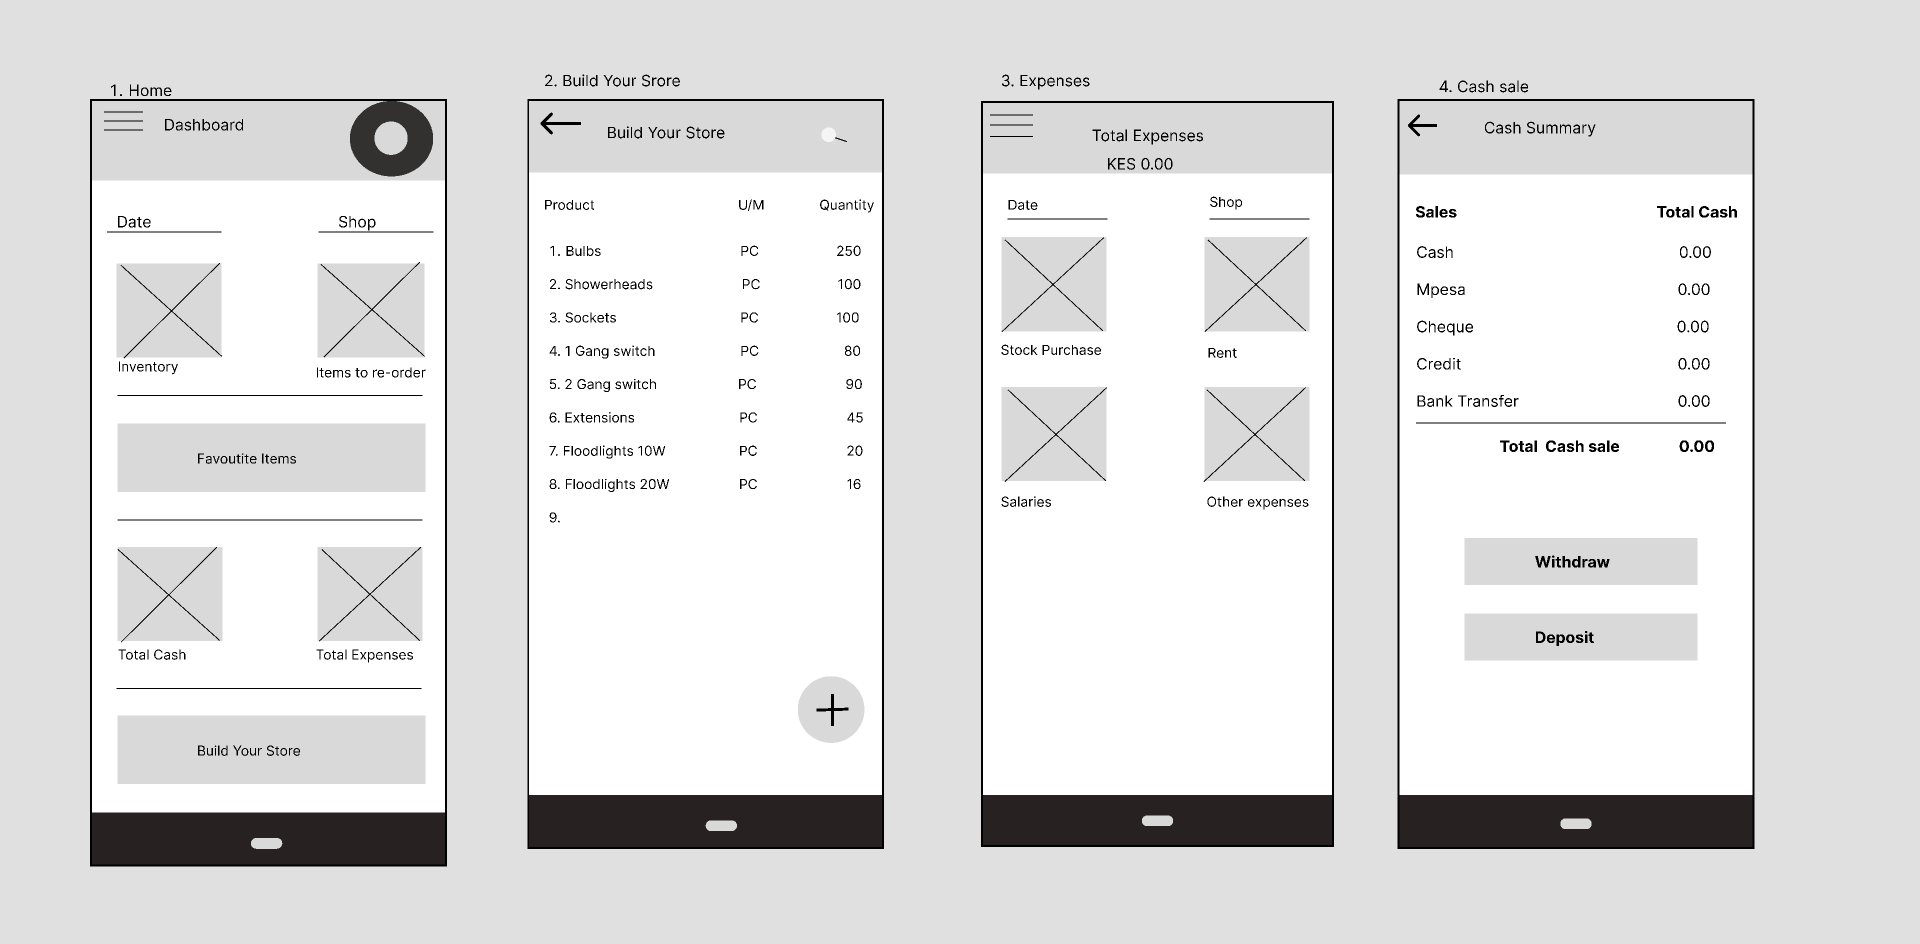 1. Home
Dashboard
Date Shop
Inventory Items to re-order
Favoutite Items
Total Cash Total Expenses
Build Your Store
2. Build Your Srore
Build Your Store
Product U/M Quantity
1. Bulbs PC 250
2. Showerheads PC 100
3. Sockets PC 100
4. 1 Gang switch PC 80
5. 2 Gang switch PC 90
6. Extensions PC 45
7. Floodlights 10W PC 20
8. Floodlights 20W PC 16
9.
3. Expenses
Total Expenses
KES 0.00
Date Shop
Stock Purchase Rent
Salaries Other expenses
4. Cash sale
Cash Summary
Sales Total Cash
Cash 0.00
Mpesa 0.00
Cheque 0.00
Credit 0.00
Bank Transfer 0.00
Total Cash sale 0.00
Withdraw
Deposit